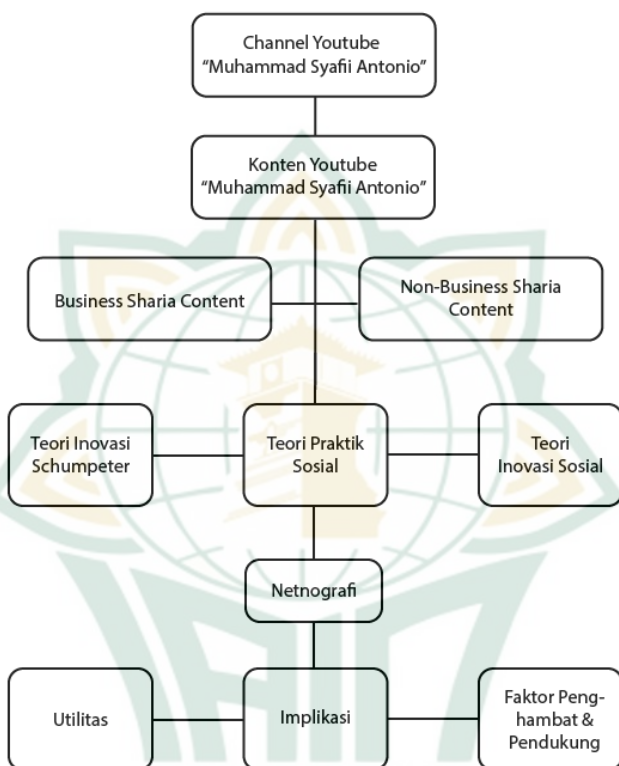 Channel Youtube
“Muhammad Syafii Antonio”
Konten Youtube
“Muhammad Syafii Antonio”
Business Sharia Content
Non-Business Sharia
Content
Teori Inovasi
Schumpeter
Teori Praktik
Sosial
Teori
Inovasi Sosial
Netnografi
Utilitas
Implikasi
Faktor Peng-
hambat &
Pendukung
IAIN